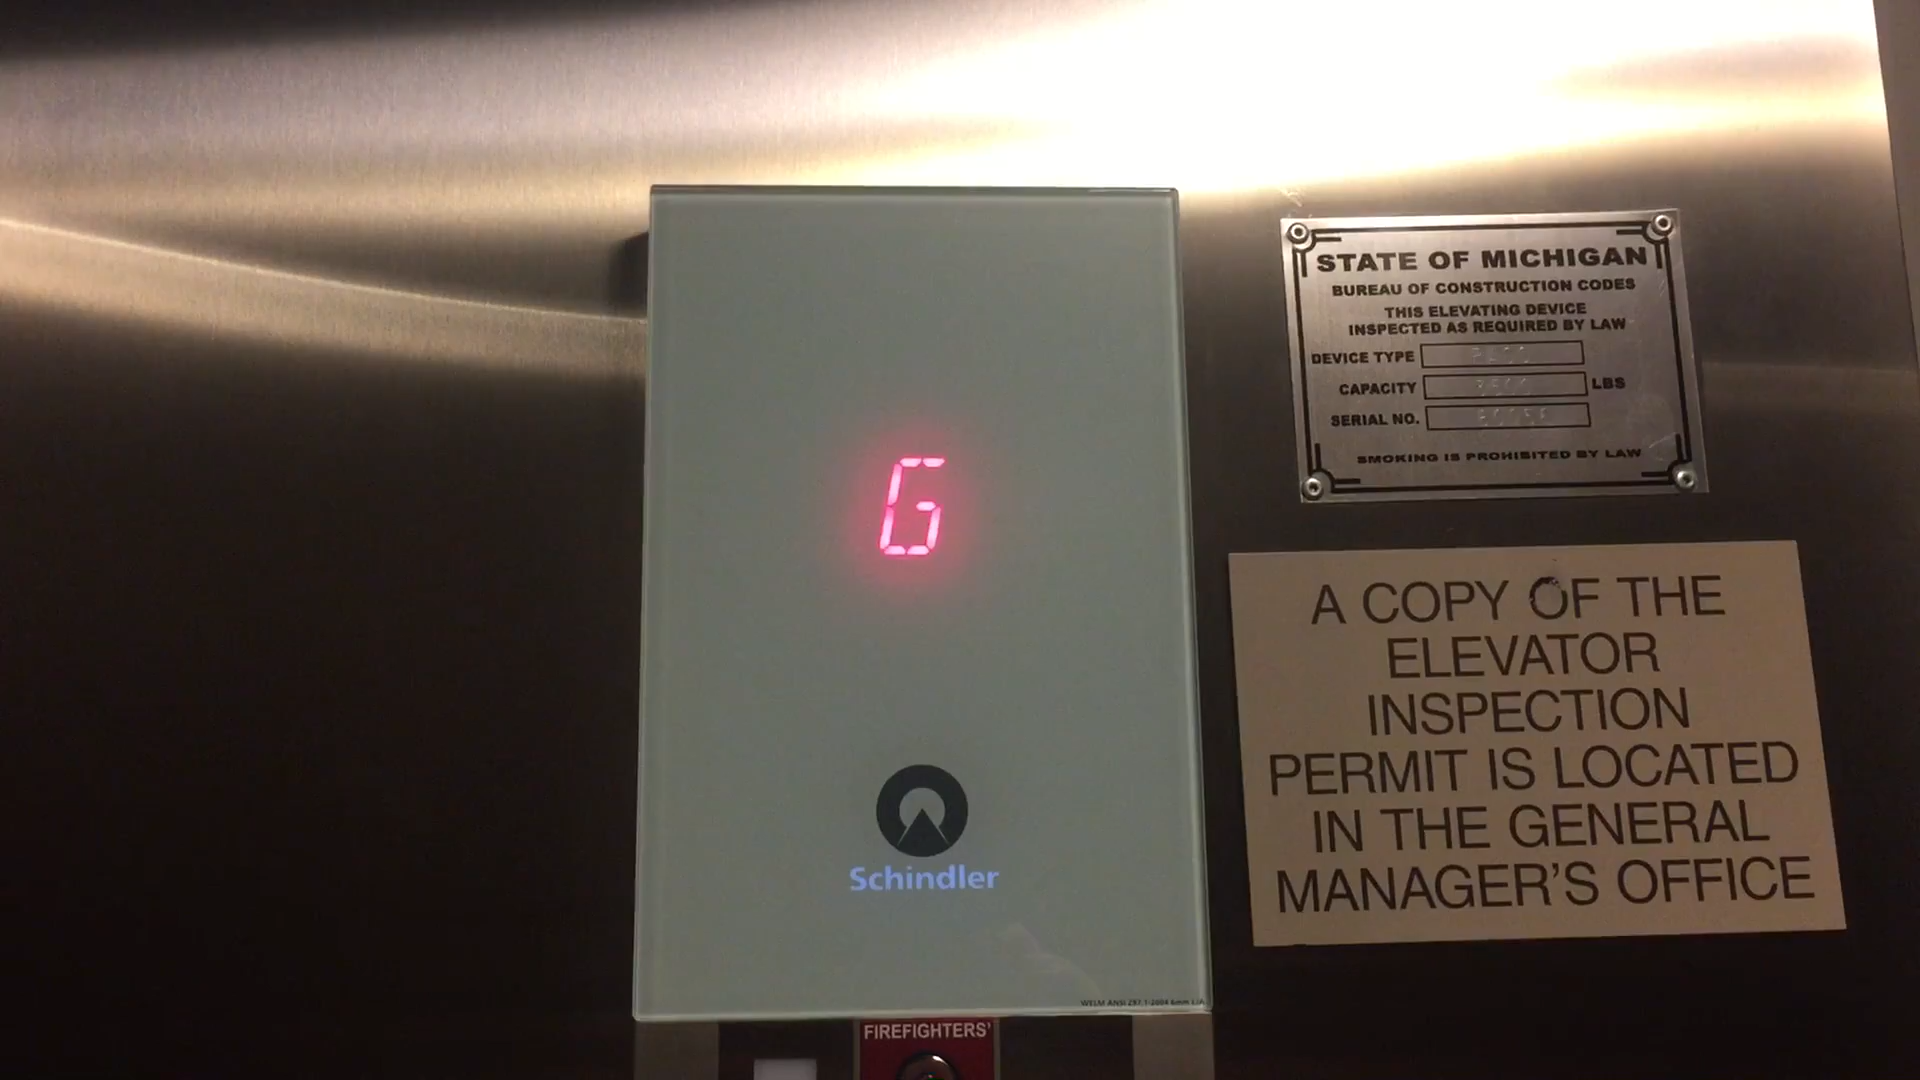 G
Schindler
FIREFIGHTERS'
STATE OF MICHIGAN
BUREAU OF CONSTRUCTION CODES
THIS ELEVATING DEVICE
INSPECTED AS REQUIRED BY LAW
DEVICE TYPE
CAPACITY LBS
SERIAL NO.
SMOKING IS PROHIBITED BY LAW
A COPY OF THE
ELEVATOR
INSPECTION
PERMIT IS LOCATED
IN THE GENERAL
MANAGER'S OFFICE